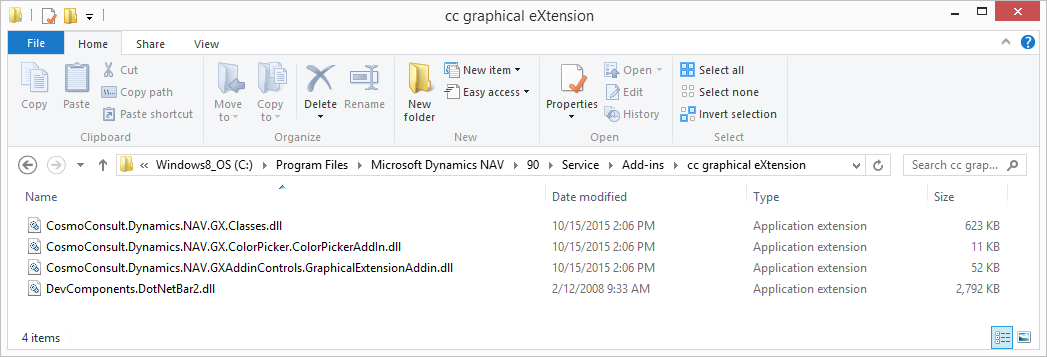 cc graphical eXtension
File Home Share View
Copy Paste Cut Copy path Paste shortcut Clipboard
Move to Copy to Delete Rename Organize
New folder New item Easy access New
Properties Open Edit History Open
Select all Select none Invert selection Select
« Windows8_OS (C:) Program Files Microsoft Dynamics NAV 90 Service Add-ins cc graphical eXtension Search cc grap...
Name Date modified Type Size
CosmoConsult.Dynamics.NAV.GX.Classes.dll 10/15/2015 2:06 PM Application extension 623 KB
CosmoConsult.Dynamics.NAV.GX.ColorPicker.ColorPickerAddIn.dll 10/15/2015 2:06 PM Application extension 11 KB
CosmoConsult.Dynamics.NAV.GXAddinControls.GraphicalExtensionAddin.dll 10/15/2015 2:06 PM Application extension 52 KB
DevComponents.DotNetBar2.dll 2/12/2008 9:33 AM Application extension 2,792 KB
4 items